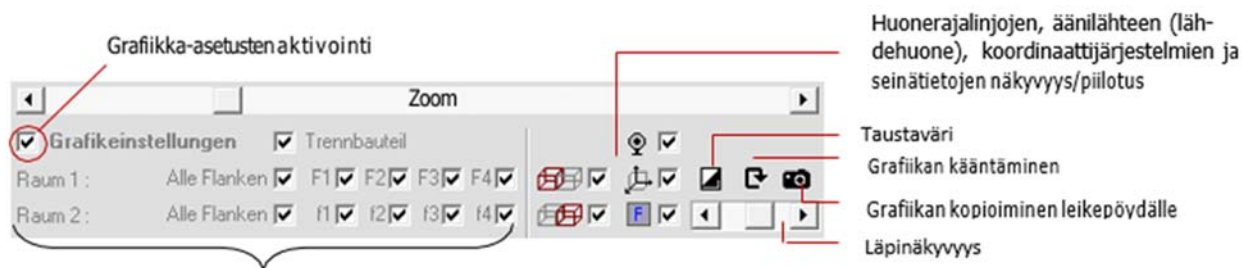 Grafiikka-asetusten aktivointi
Huonerajalinjojen, äänilähteen (läh-
dehuone), koordinaattijärjestelmien ja
seinätietojen näkyvyys/piilotus
Zoom
Grafikeinstellungen Trennbauteil
Raum 1 : Alle Flanken F1 F2 F3 F4
Raum 2 : Alle Flanken f1 f2 f3 f4
F
Taustaväri
Grafiikan kääntäminen
Grafiikan kopioiminen leikepöydälle
Läpinäkyvyys